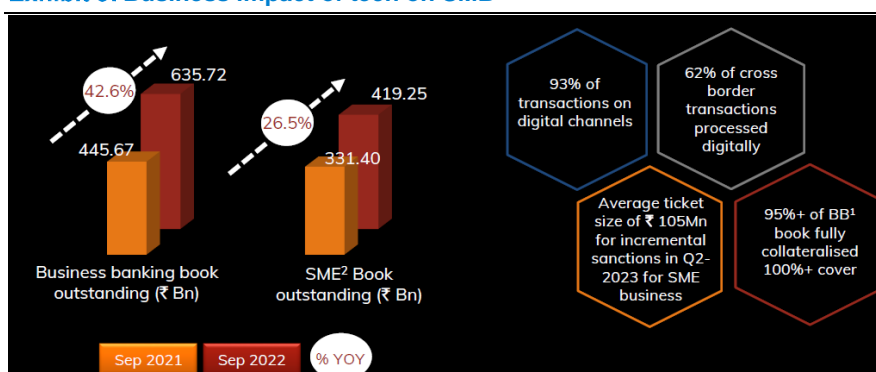 42.6%
635.72
445.67
Business banking book
outstanding (₹ Bn)
26.5%
419.25
331.40
SME² Book
outstanding (₹ Bn)
Sep 2021
Sep 2022
% YOY
93% of
transactions on
digital channels
62% of cross
border
transactions
processed
digitally
Average ticket
size of ₹ 105Mn
for incremental
sanctions in Q2-
2023 for SME
business
95%+ of BB¹
book fully
collateralised
100%+ cover